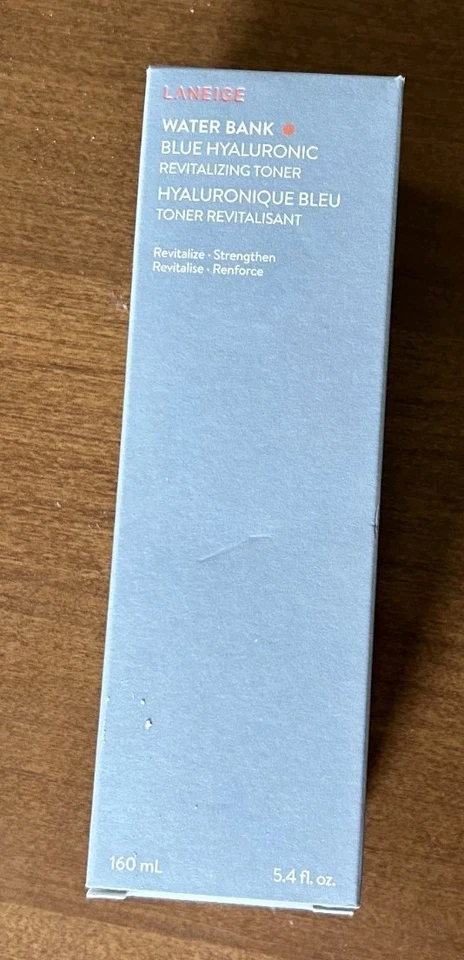 LANEIGE
WATER BANK
BLUE HYALURONIC
REVITALIZING TONER
HYALURONIQUE BLEU
TONER REVITALISANT
Revitalize · Strengthen
Revitalise · Renforce
160 mL
5.4 fl. oz.